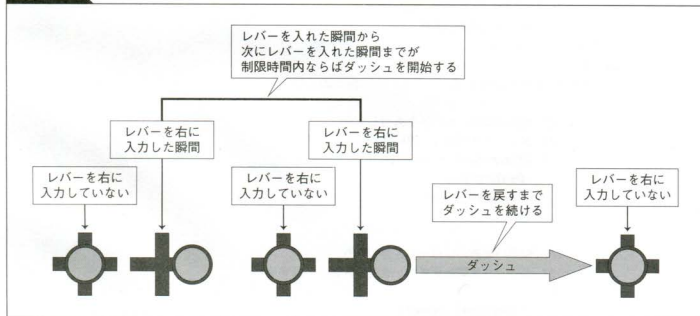 レバーを入れた瞬間から
次にレバーを入れた瞬間までが
制限時間内ならばダッシュを開始する
レバーを右に
入力した瞬間
レバーを右に
入力した瞬間
レバーを右に
入力していない
レバーを右に
入力していない
レバーを戻すまで
ダッシュを続ける
レバーを右に
入力していない
ダッシュ